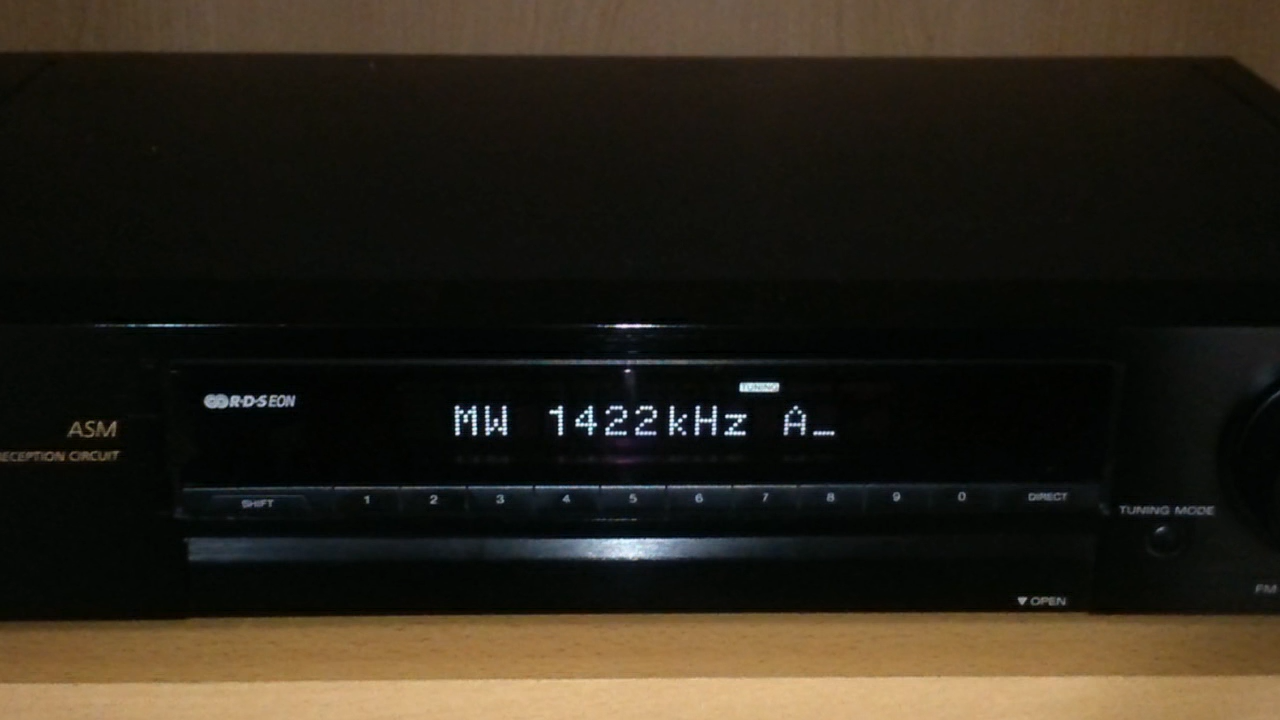 TUNING
R·D·S EON
MW 1422kHz A_
ASM
RECEPTION CIRCUIT
SHIFT 1 2 3 4 5 6 7 8 9 0 DIRECT
TUNING MODE
FM
▼ OPEN